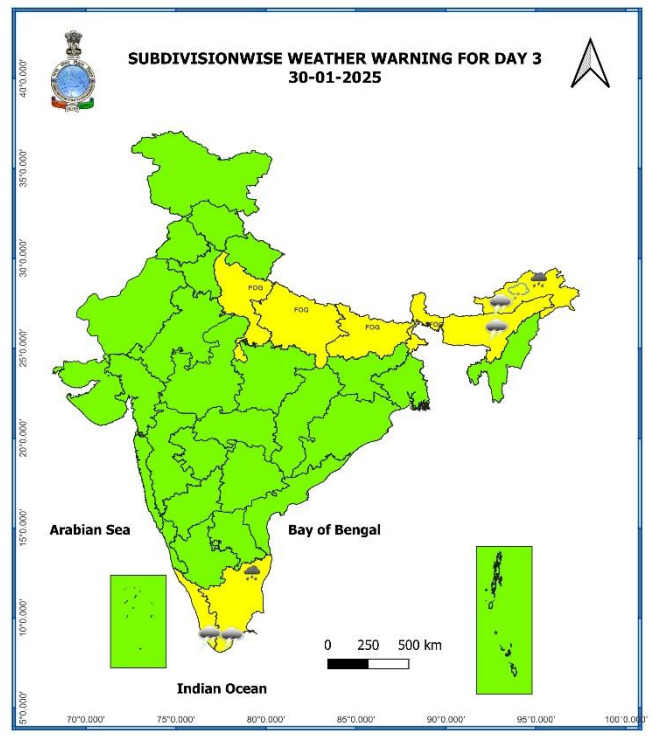 SUBDIVISIONWISE WEATHER WARNING FOR DAY 3
30-01-2025
40°0.000'
35°0.000'
30°0.000'
25°0.000'
20°0.000'
15°0.000'
10°0.000'
5°0.000'
FOG
FOG
FOG
FOG
Arabian Sea
Bay of Bengal
0 250 500 km
Indian Ocean
70°0.000' 75°0.000' 80°0.000' 85°0.000' 90°0.000' 95°0.000' 100°0.000'